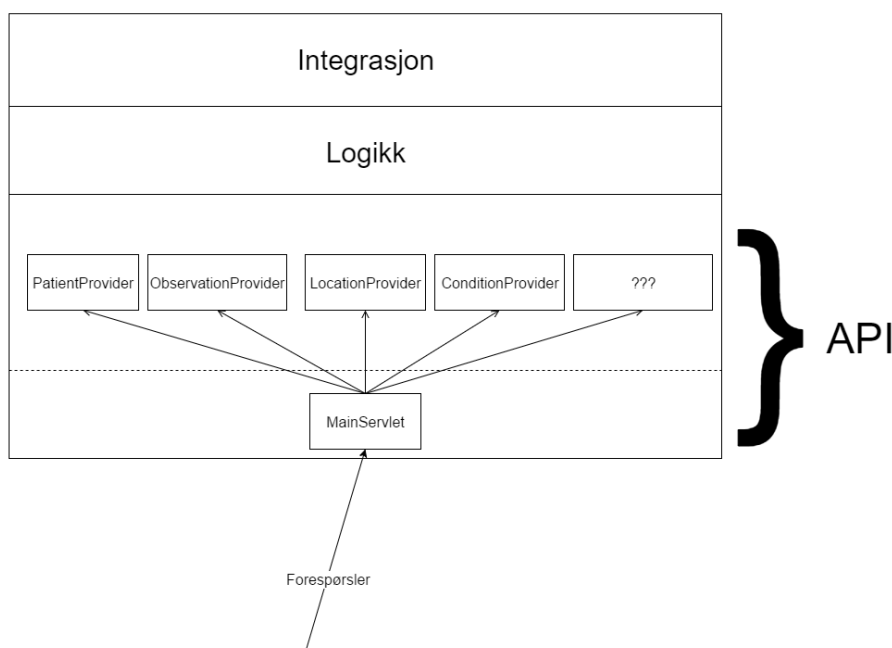 Integrasjon
Logikk
PatientProvider
ObservationProvider
LocationProvider
ConditionProvider
???
API
MainServlet
Forespørsler